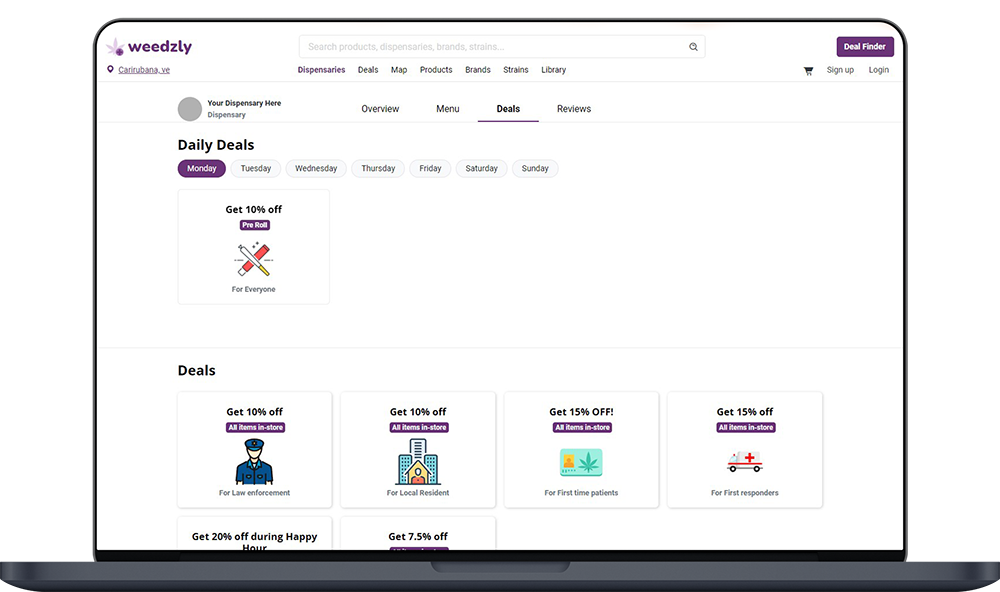 weedzly
Search products, dispensaries, brands, strains...
Deal Finder
Carirubana, ve
Dispensaries Deals Map Products Brands Strains Library
Sign up Login
Your Dispensary Here
Dispensary
Overview Menu Deals Reviews
Daily Deals
Monday Tuesday Wednesday Thursday Friday Saturday Sunday
Get 10% off
Pre Roll
For Everyone
Deals
Get 10% off
All items in-store
For Law enforcement
Get 10% off
All items in-store
For Local Resident
Get 15% OFF!
All items in-store
For First time patients
Get 15% off
All items in-store
For First responders
Get 20% off during Happy
Hour
Get 7.5% off